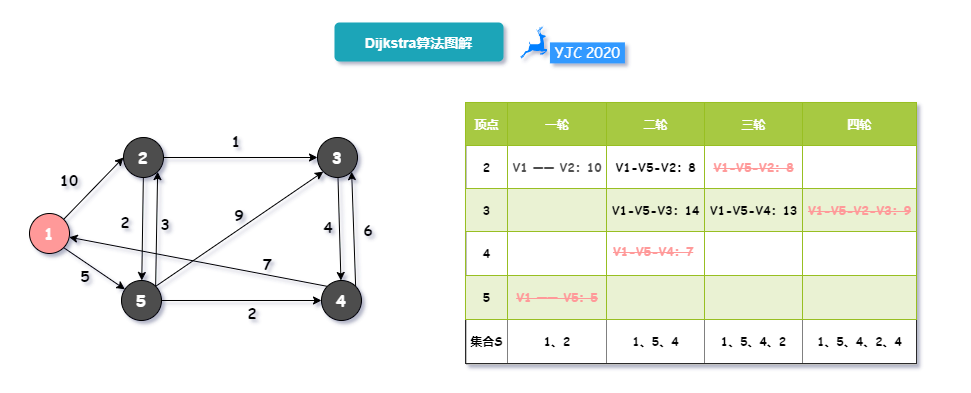 Dijkstra算法图解
YJC 2020
1
2
3
4
5
10
1
2
3
9
4
6
7
5
2
顶点 一轮 二轮 三轮 四轮
2 V1 —— V2: 10 V1-V5-V2: 8 V1-V5-V2: 8
3 V1-V5-V3: 14 V1-V5-V4: 13 V1-V5-V2-V3: 9
4 V1-V5-V4: 7
5 V1 —— V5: 5
集合S 1、2 1、5、4 1、5、4、2 1、5、4、2、4